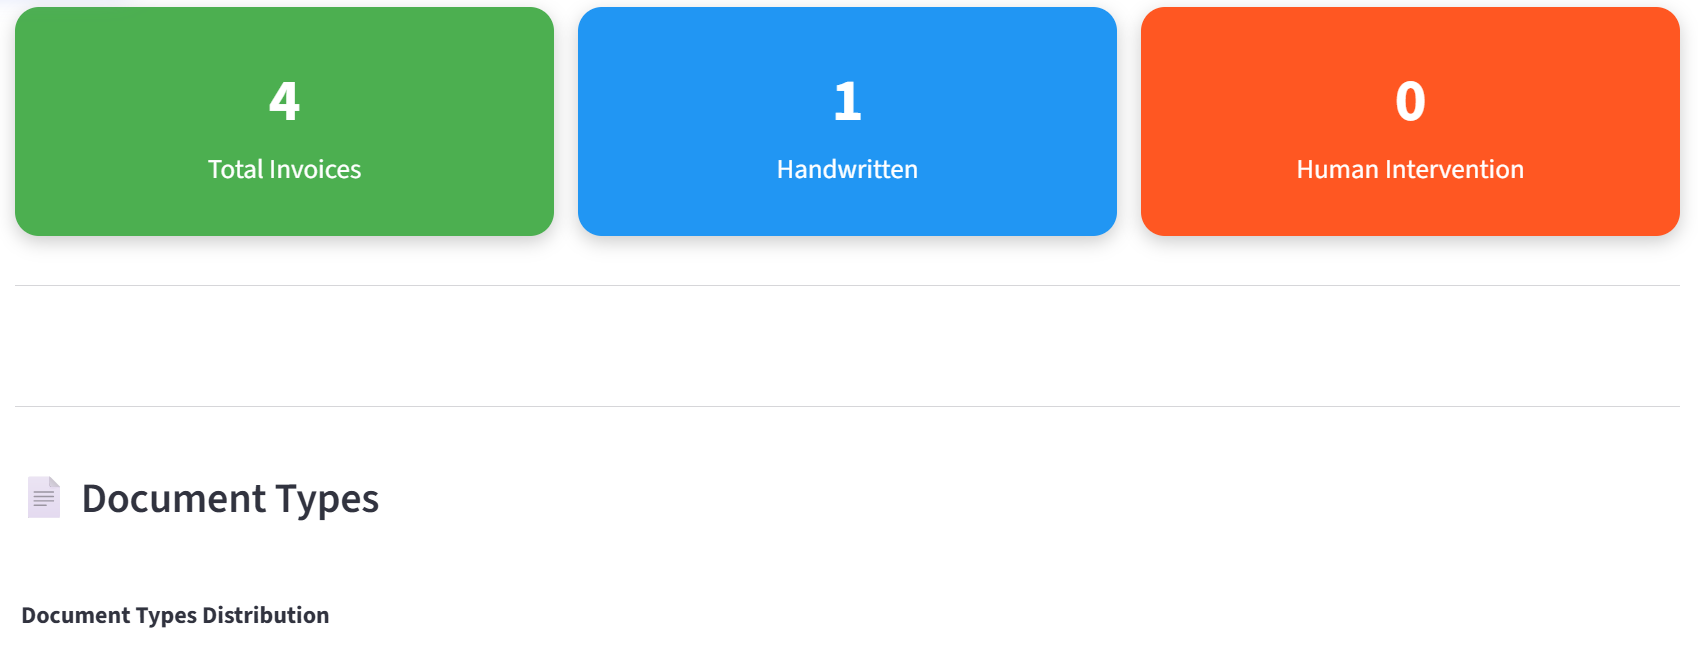 4
Total Invoices
1
Handwritten
0
Human Intervention
Document Types
Document Types Distribution